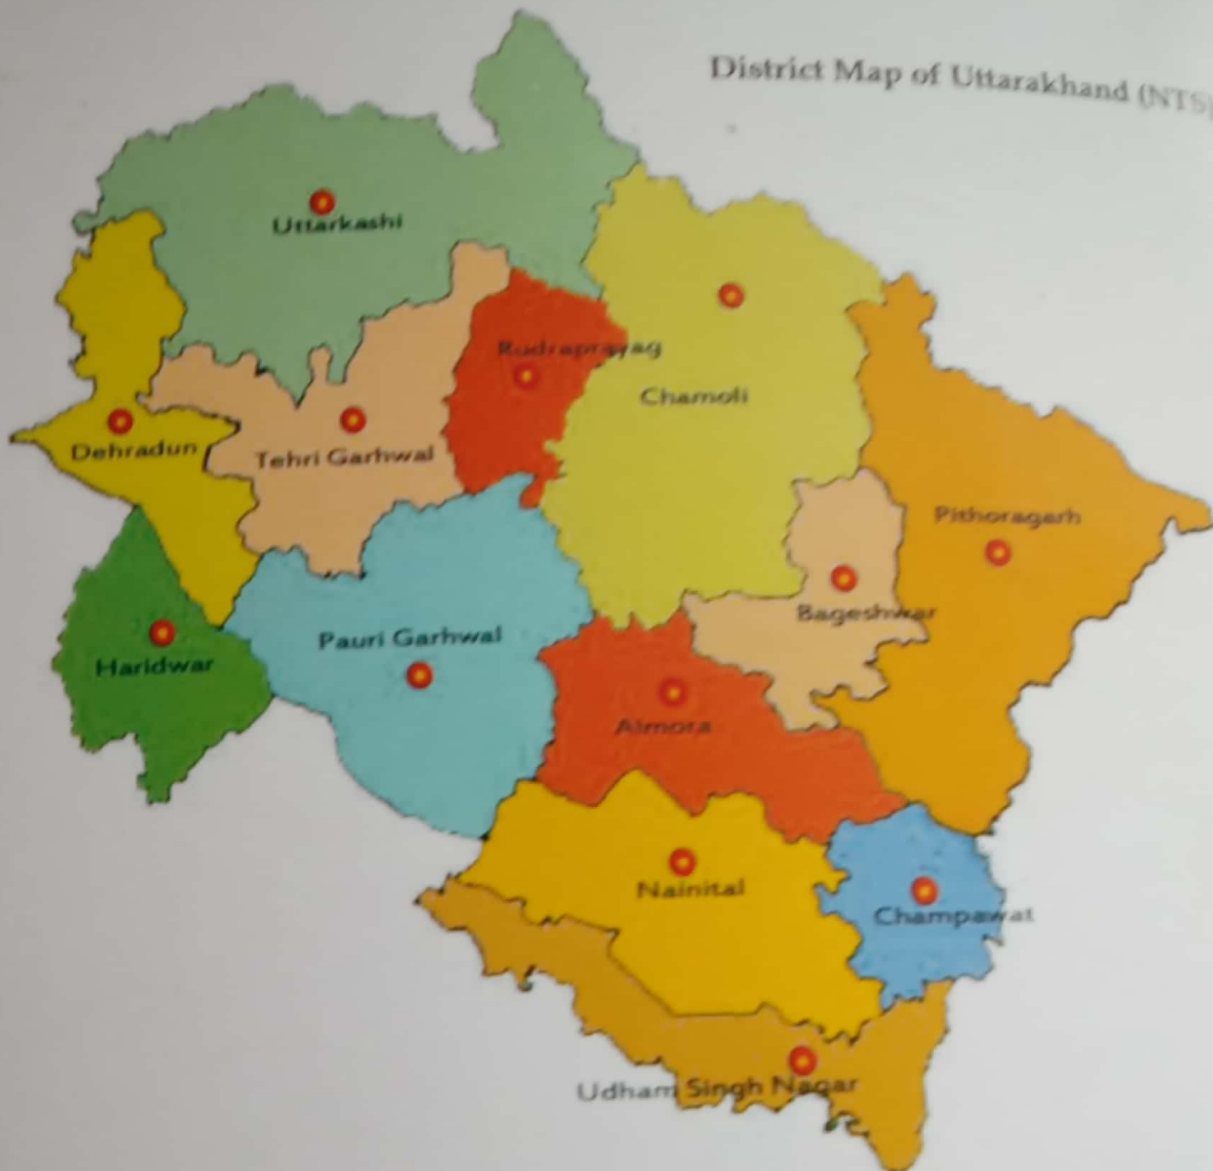 District Map of Uttarakhand (NTS)
Uttarkashi
Rudraprayag
Chamoli
Dehradun
Tehri Garhwal
Pithoragarh
Bageshwar
Pauri Garhwal
Haridwar
Almora
Nainital
Champawat
Udham Singh Nagar